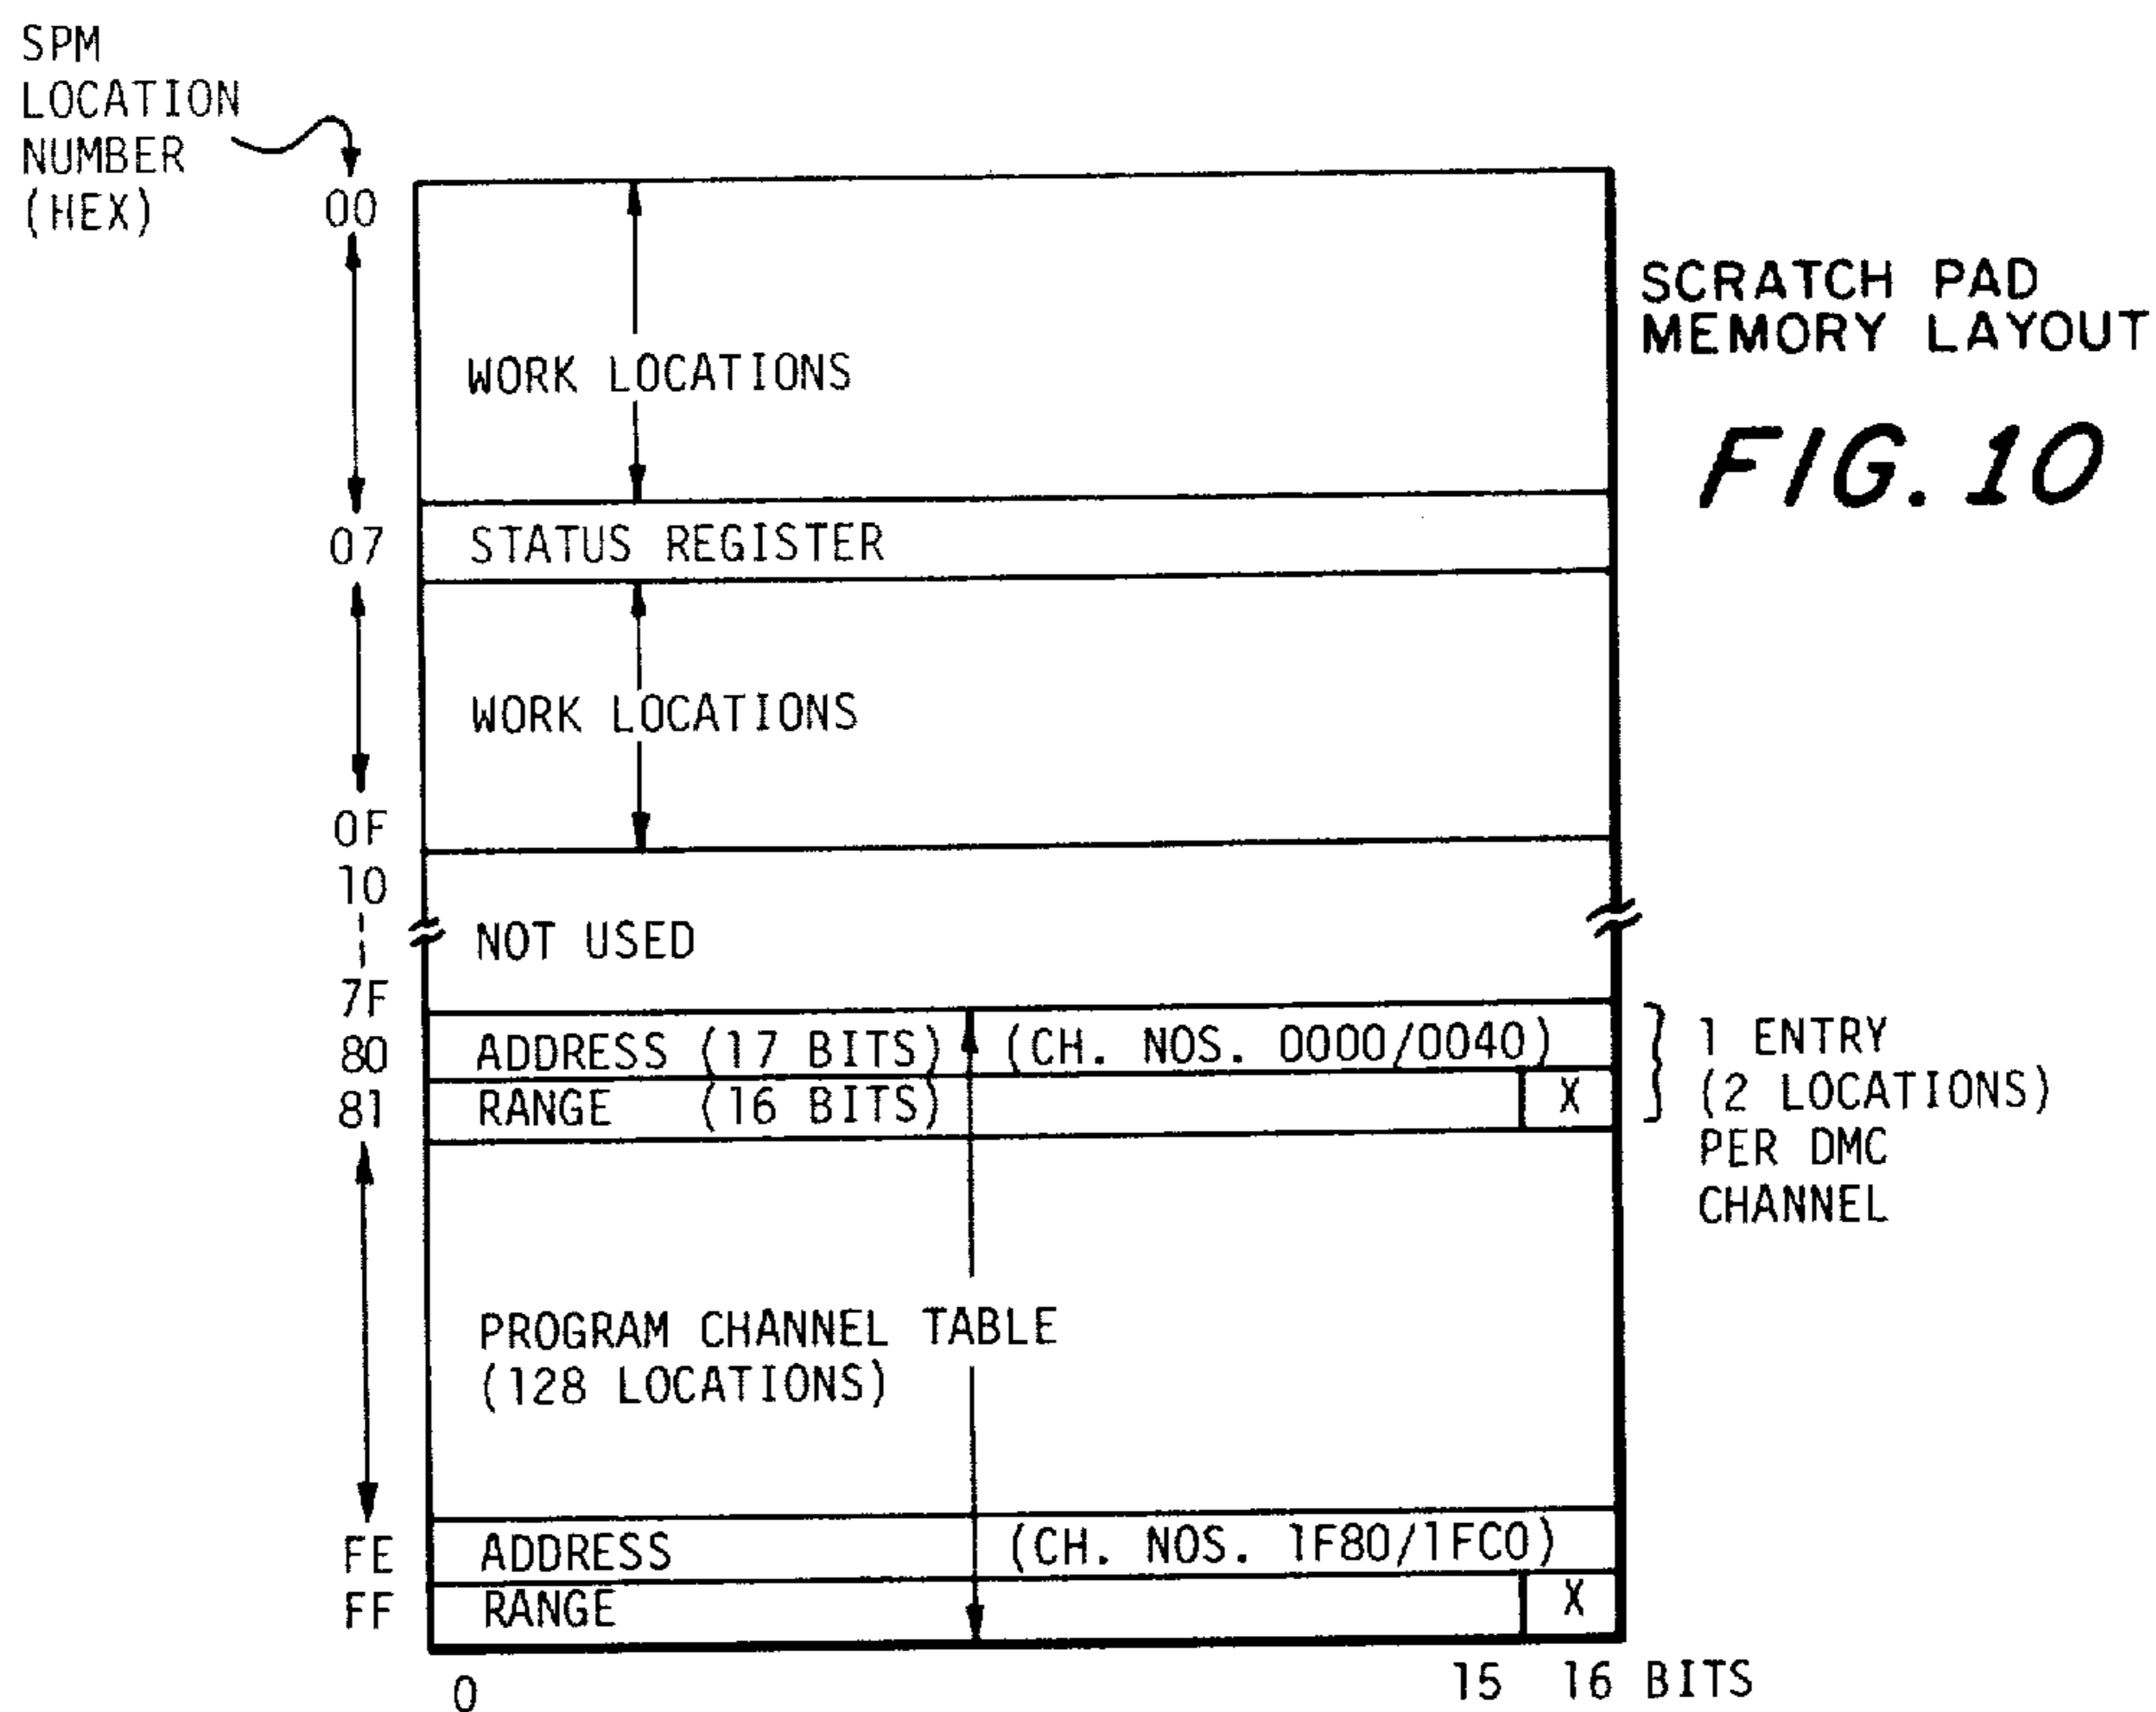 SPM
LOCATION
NUMBER
(HEX)
00
SCRATCH PAD
MEMORY LAYOUT
WORK LOCATIONS
FIG. 10
07 STATUS REGISTER
WORK LOCATIONS
0F
10
NOT USED
7F
80 ADDRESS (17 BITS) (CH. NOS. 0000/0040)
81 RANGE (16 BITS) X
1 ENTRY
(2 LOCATIONS)
PER DMC
CHANNEL
PROGRAM CHANNEL TABLE
(128 LOCATIONS)
FE ADDRESS (CH. NOS. 1F80/1FC0)
FF RANGE X
0 15 16 BITS